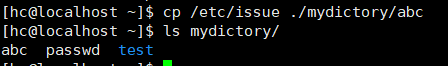 [hc@localhost ~]$ cp /etc/issue ./mydictory/abc
[hc@localhost ~]$ ls mydictory/
abc  passwd  test
[hc@localhost ~]$